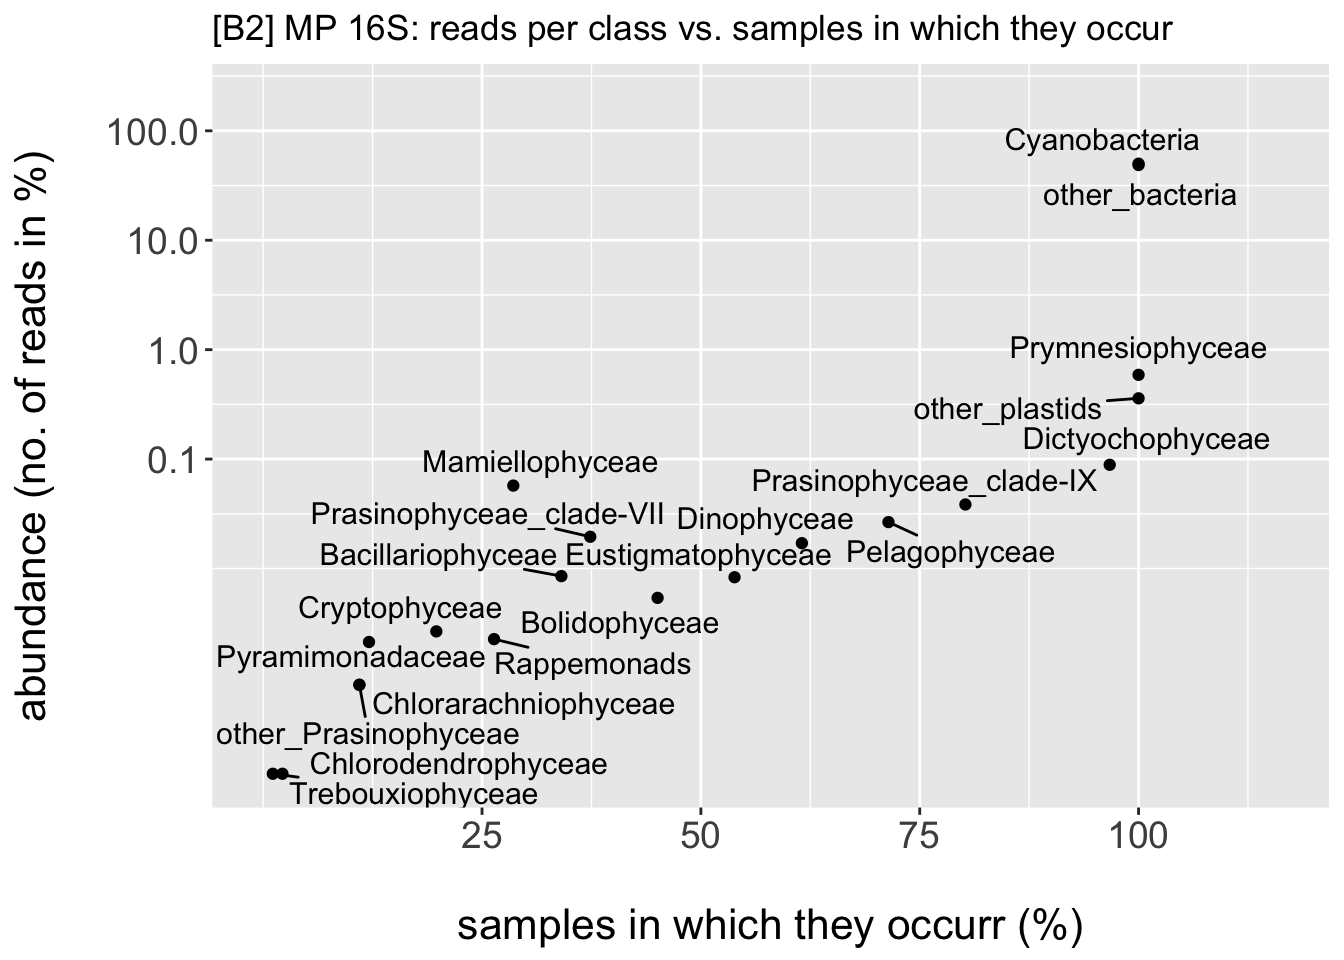 [B2] MP 16S: reads per class vs. samples in which they occur
abundance (no. of reads in %)
100.0
10.0
1.0
0.1
Cyanobacteria
other_bacteria
Prymnesiophyceae
other_plastids
Dictyochophyceae
Mamiellophyceae
Prasinophyceae_clade-IX
Prasinophyceae_clade-VII
Dinophyceae
Bacillariophyceae
Eustigmatophyceae
Pelagophyceae
Cryptophyceae
Bolidophyceae
Pyramimonadaceae
Rappemonads
Chlorarachniophyceae
other_Prasinophyceae
Chlorodendrophyceae
Trebouxiophyceae
25
50
75
100
samples in which they occurr (%)